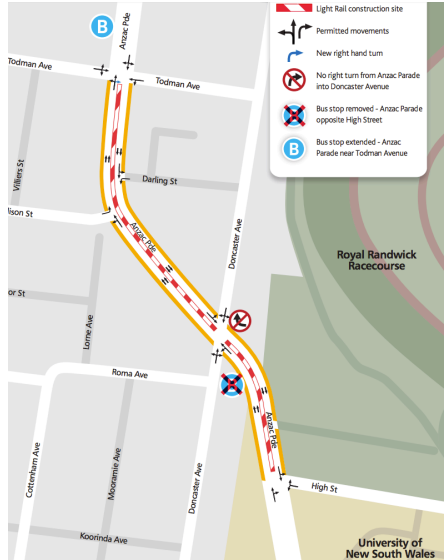 Light Rail construction site
Permitted movements
New right hand turn
No right turn from Anzac Parade
into Doncaster Avenue
Bus stop removed - Anzac Parade
opposite High Street
B
Bus stop extended - Anzac
Parade near Todman Avenue
B
Anzac Pde
Todman Ave
Todman Ave
Villiers St
Darling St
lison St
Anzac Pde
Doncaster Ave
Royal Randwick
Racecourse
or St
Lorne Ave
Roma Ave
Anzac Pde
Cottenham Ave
Mooramie Ave
Doncaster Ave
High St
Koorinda Ave
University of
New South Wales